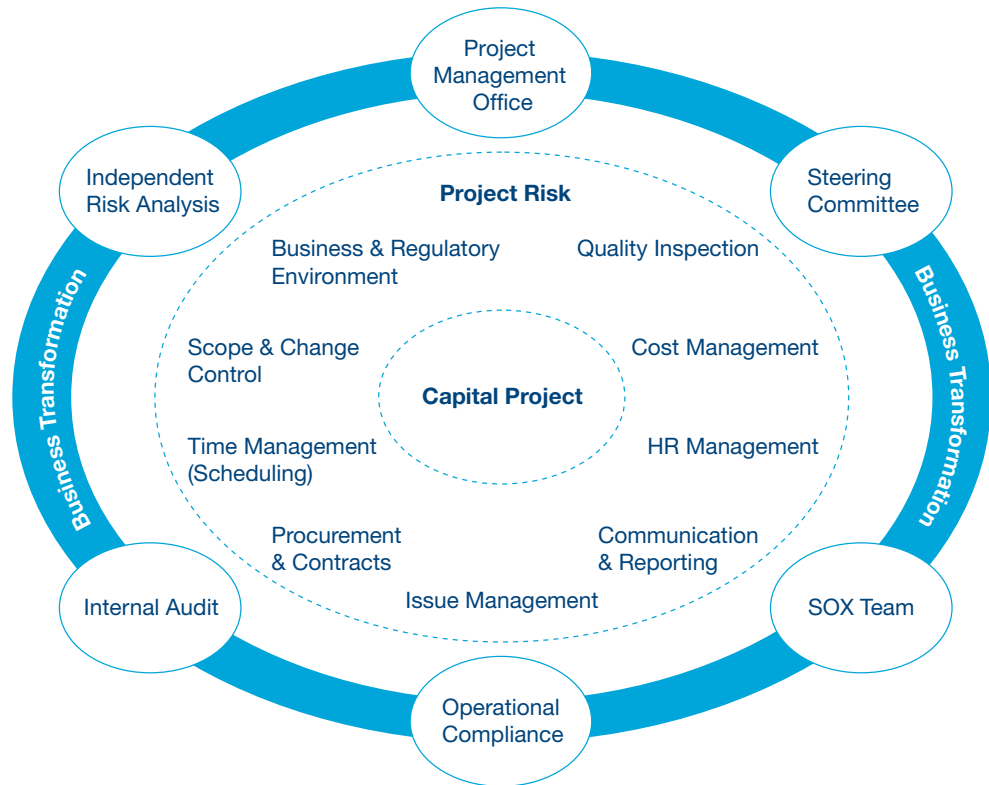 Project
Management
Office
Independent
Risk Analysis
Steering
Committee
Project Risk
Business & Regulatory
Environment
Quality Inspection
Business Transformation
Business Transformation
Scope & Change
Control
Cost Management
Capital Project
Time Management
(Scheduling)
HR Management
Procurement
& Contracts
Communication
& Reporting
Issue Management
Internal Audit
SOX Team
Operational
Compliance